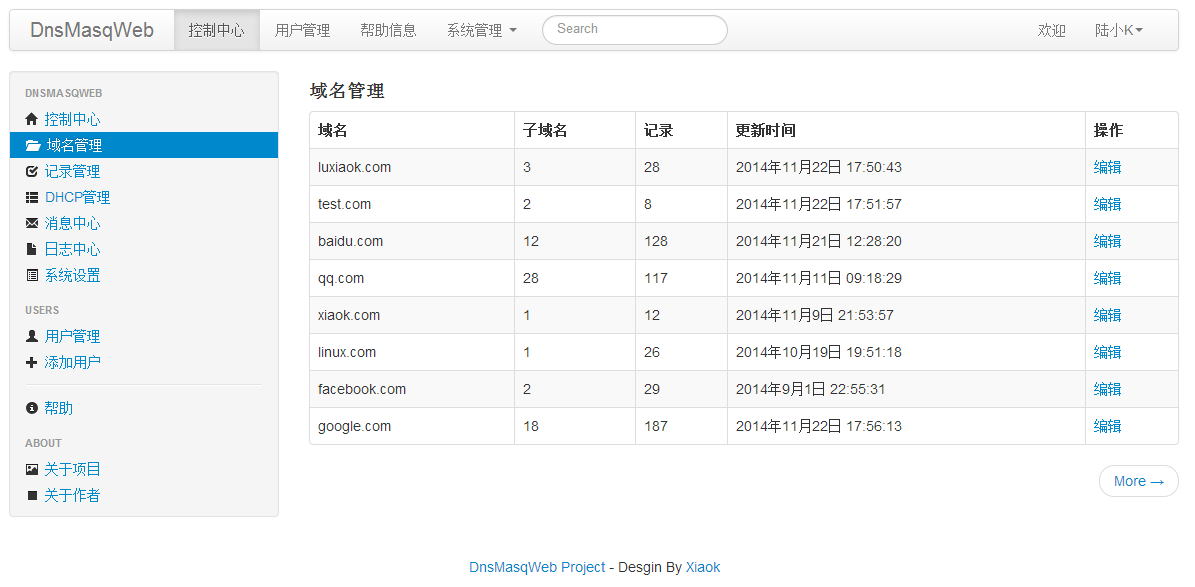 DnsMasqWeb 控制中心 用户管理 帮助信息 系统管理 Search 欢迎 陆小K
DNSMASQWEB
控制中心
域名管理
记录管理
DHCP管理
消息中心
日志中心
系统设置
USERS
用户管理
添加用户
帮助
ABOUT
关于项目
关于作者
域名管理
域名 子域名 记录 更新时间 操作
luxiaok.com 3 28 2014年11月22日 17:50:43 编辑
test.com 2 8 2014年11月22日 17:51:57 编辑
baidu.com 12 128 2014年11月21日 12:28:20 编辑
qq.com 28 117 2014年11月11日 09:18:29 编辑
xiaok.com 1 12 2014年11月9日 21:53:57 编辑
linux.com 1 26 2014年10月19日 19:51:18 编辑
facebook.com 2 29 2014年9月1日 22:55:31 编辑
google.com 18 187 2014年11月22日 17:56:13 编辑
More →
DnsMasqWeb Project - Desgin By Xiaok